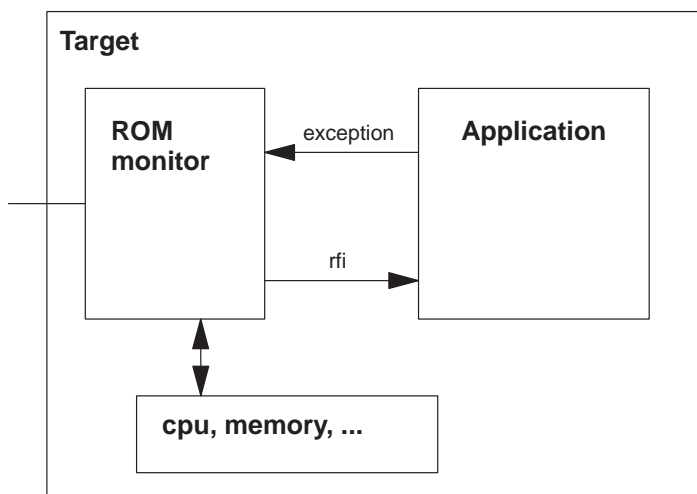 Target
ROM
monitor
exception
Application
rfi
cpu, memory, ...